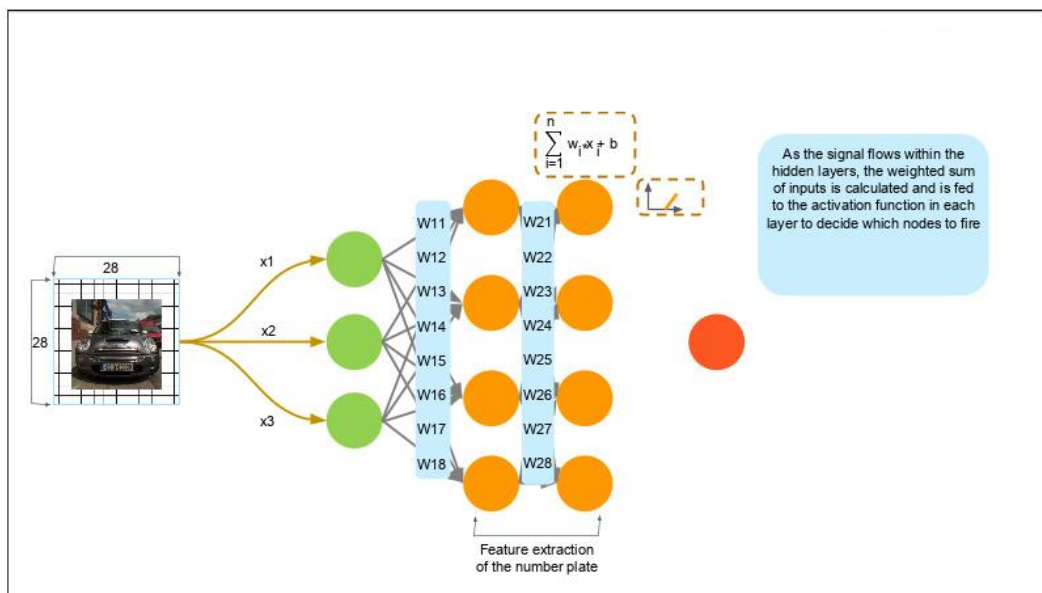 n
∑ wi*xi + b
i=1
As the signal flows within the
hidden layers, the weighted sum
of inputs is calculated and is fed
to the activation function in each
layer to decide which nodes to fire
28
28
x1
x2
x3
W11
W12
W13
W14
W15
W16
W17
W18
W21
W22
W23
W24
W25
W26
W27
W28
Feature extraction
of the number plate